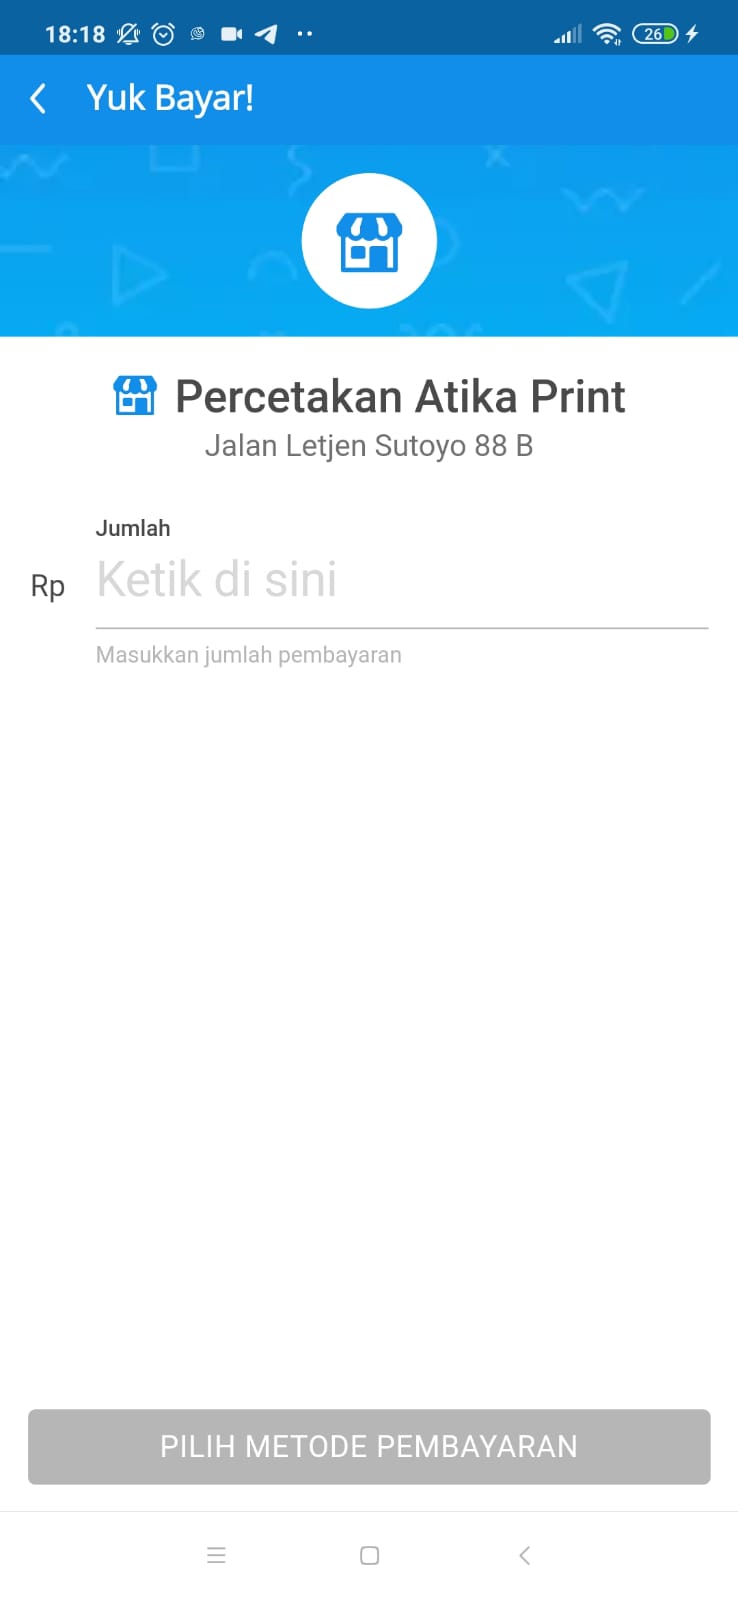 18:18
26
Yuk Bayar!
Percetakan Atika Print
Jalan Letjen Sutoyo 88 B
Jumlah
Rp Ketik di sini
Masukkan jumlah pembayaran
PILIH METODE PEMBAYARAN